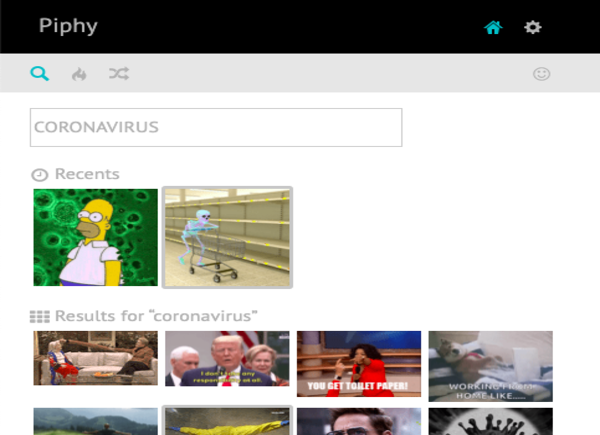 Piphy
CORONAVIRUS
Recents
Results for “coronavirus”
I don't take any
responsibility at all.
YOU GET TOILET PAPER!
WORKING FROM
HOME LIKE.....